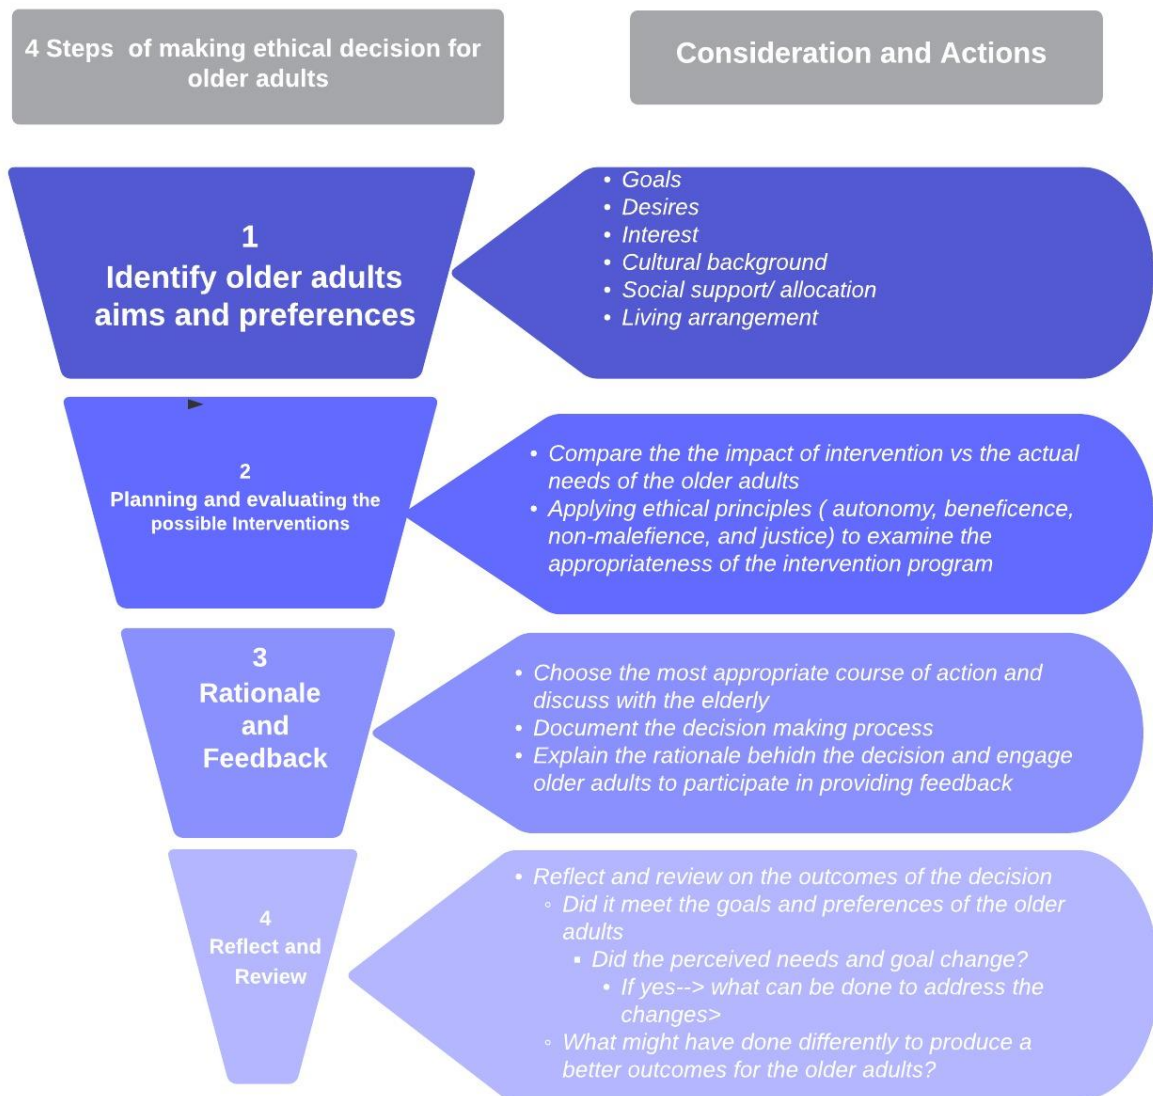 4 Steps of making ethical decision for
older adults
Consideration and Actions
1
Identify older adults
aims and preferences
• Goals
• Desires
• Interest
• Cultural background
• Social support/ allocation
• Living arrangement
2
Planning and evaluating the
possible Interventions
• Compare the the impact of intervention vs the actual
needs of the older adults
• Applying ethical principles ( autonomy, beneficence,
non-malefience, and justice) to examine the
appropriateness of the intervention program
3
Rationale
and
Feedback
• Choose the most appropriate course of action and
discuss with the elderly
• Document the decision making process
• Explain the rationale behidn the decision and engage
older adults to participate in providing feedback
4
Reflect and
Review
• Reflect and review on the outcomes of the decision
◦ Did it meet the goals and preferences of the older
adults
▪ Did the perceived needs and goal change?
• If yes--> what can be done to address the
changes>
◦ What might have done differently to produce a
better outcomes for the older adults?